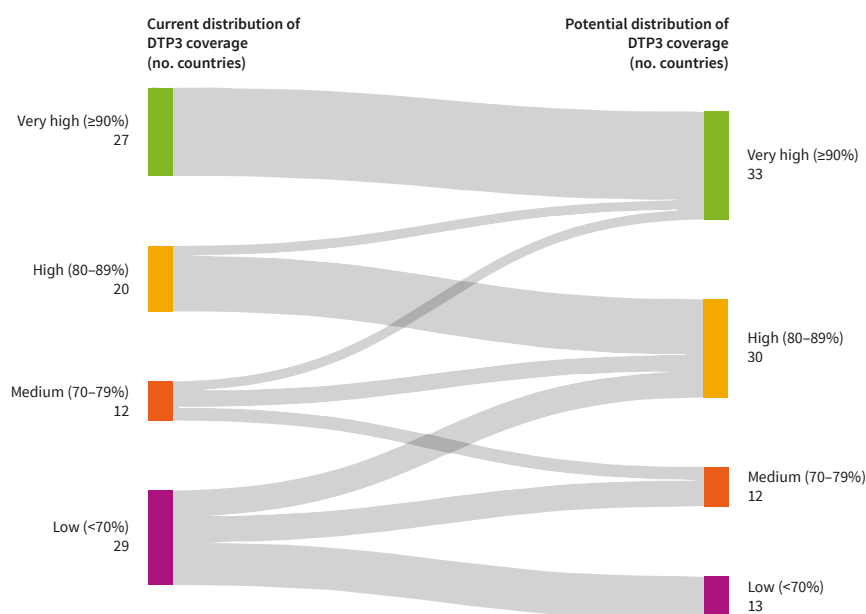 Current distribution of
DTP3 coverage
(no. countries)
Potential distribution of
DTP3 coverage
(no. countries)
Very high (≥90%)
27
High (80–89%)
20
Medium (70–79%)
12
Low (<70%)
29
Very high (≥90%)
33
High (80–89%)
30
Medium (70–79%)
12
Low (<70%)
13